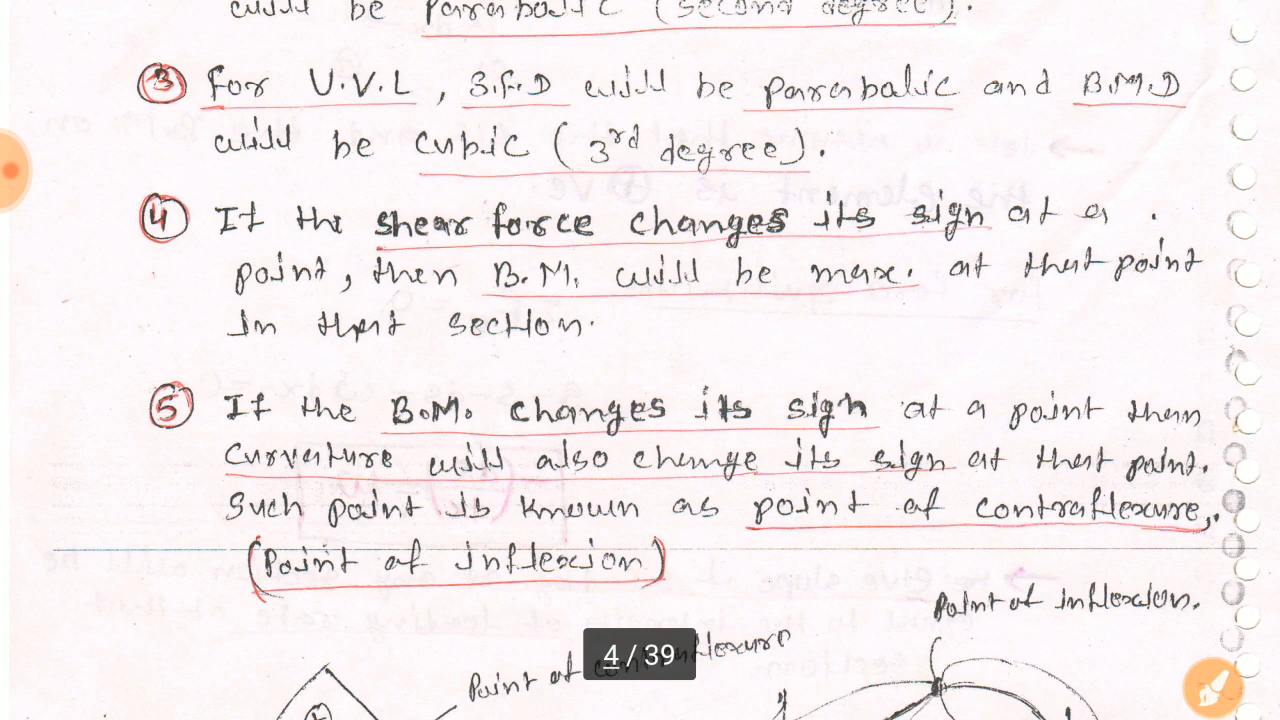 will be Parabolic (second degree).
③ For U.V.L, S.F.D will be parabolic and B.M.D
will be cubic (3rd degree).
④ If the shear force changes its sign at a
point, then B.M. will be max. at that point
in that section.
⑤ If the B.M. changes its sign at a point then
curvature will also change its sign at that point.
Such point is known as point of contraflexure,.
(Point of inflexion)
Point of inflexion.
Point of contraflexure
4 / 39